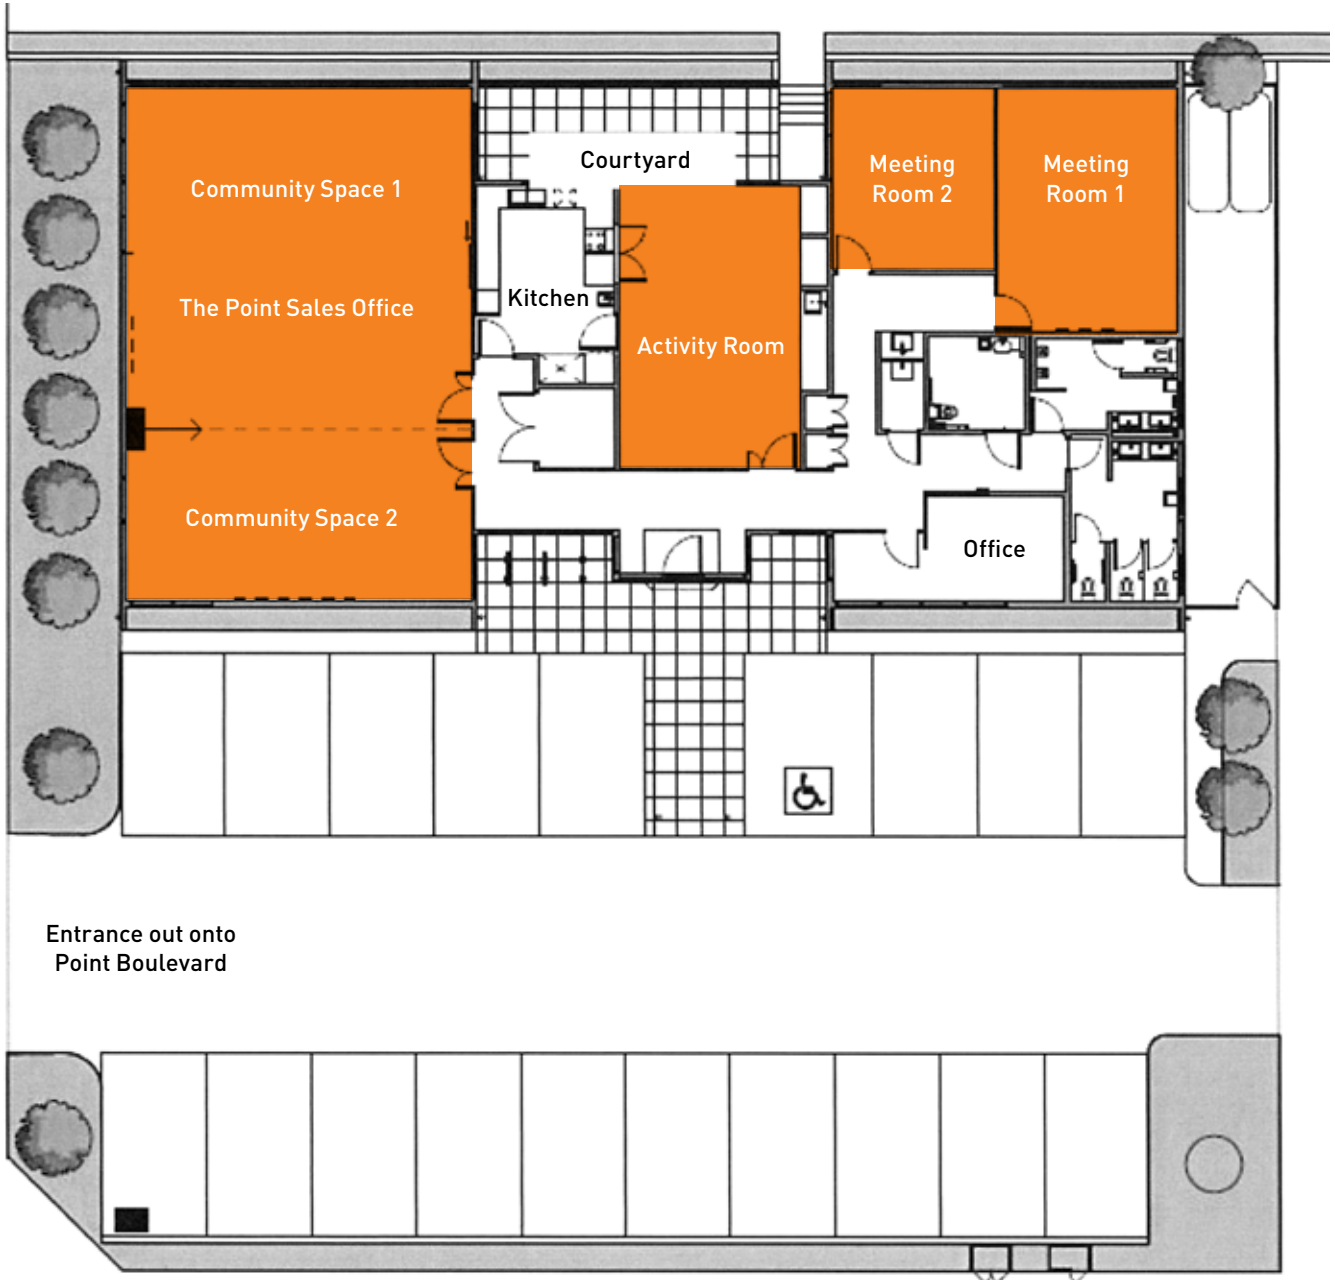 Courtyard
Meeting
Room 2
Meeting
Room 1
Community Space 1
Kitchen
The Point Sales Office
Activity Room
Community Space 2
Office
Entrance out onto
Point Boulevard